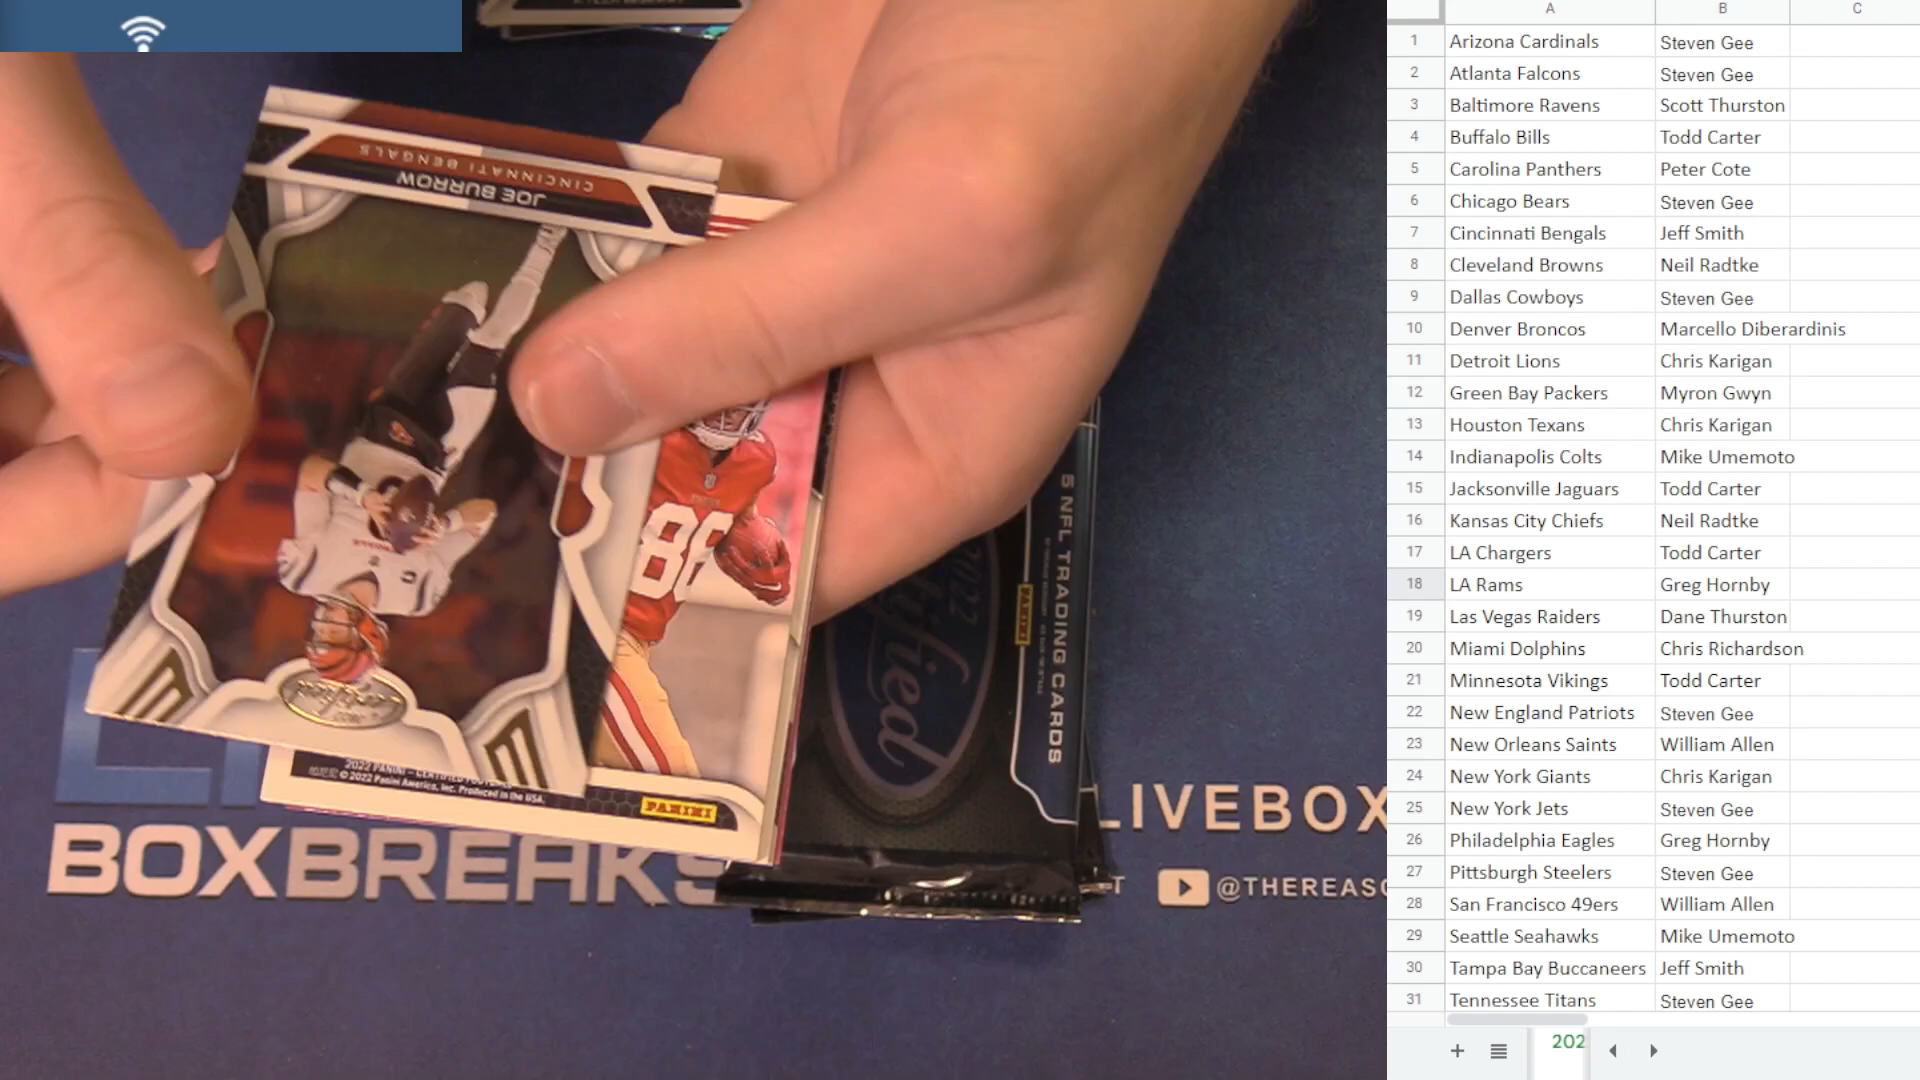 JOE BURROW
CINCINNATI BENGALS
88
2022 PANINI – CERTIFIED
© 2022 Panini America, Inc. Produced in the USA.
PANINI
5 NFL TRADING CARDS
PANINI
2022
BOXBREAKS
LIVEBOX
@THEREASO
A B C
1 Arizona Cardinals Steven Gee
2 Atlanta Falcons Steven Gee
3 Baltimore Ravens Scott Thurston
4 Buffalo Bills Todd Carter
5 Carolina Panthers Peter Cote
6 Chicago Bears Steven Gee
7 Cincinnati Bengals Jeff Smith
8 Cleveland Browns Neil Radtke
9 Dallas Cowboys Steven Gee
10 Denver Broncos Marcello Diberardinis
11 Detroit Lions Chris Karigan
12 Green Bay Packers Myron Gwyn
13 Houston Texans Chris Karigan
14 Indianapolis Colts Mike Umemoto
15 Jacksonville Jaguars Todd Carter
16 Kansas City Chiefs Neil Radtke
17 LA Chargers Todd Carter
18 LA Rams Greg Hornby
19 Las Vegas Raiders Dane Thurston
20 Miami Dolphins Chris Richardson
21 Minnesota Vikings Todd Carter
22 New England Patriots Steven Gee
23 New Orleans Saints William Allen
24 New York Giants Chris Karigan
25 New York Jets Steven Gee
26 Philadelphia Eagles Greg Hornby
27 Pittsburgh Steelers Steven Gee
28 San Francisco 49ers William Allen
29 Seattle Seahawks Mike Umemoto
30 Tampa Bay Buccaneers Jeff Smith
31 Tennessee Titans Steven Gee
202